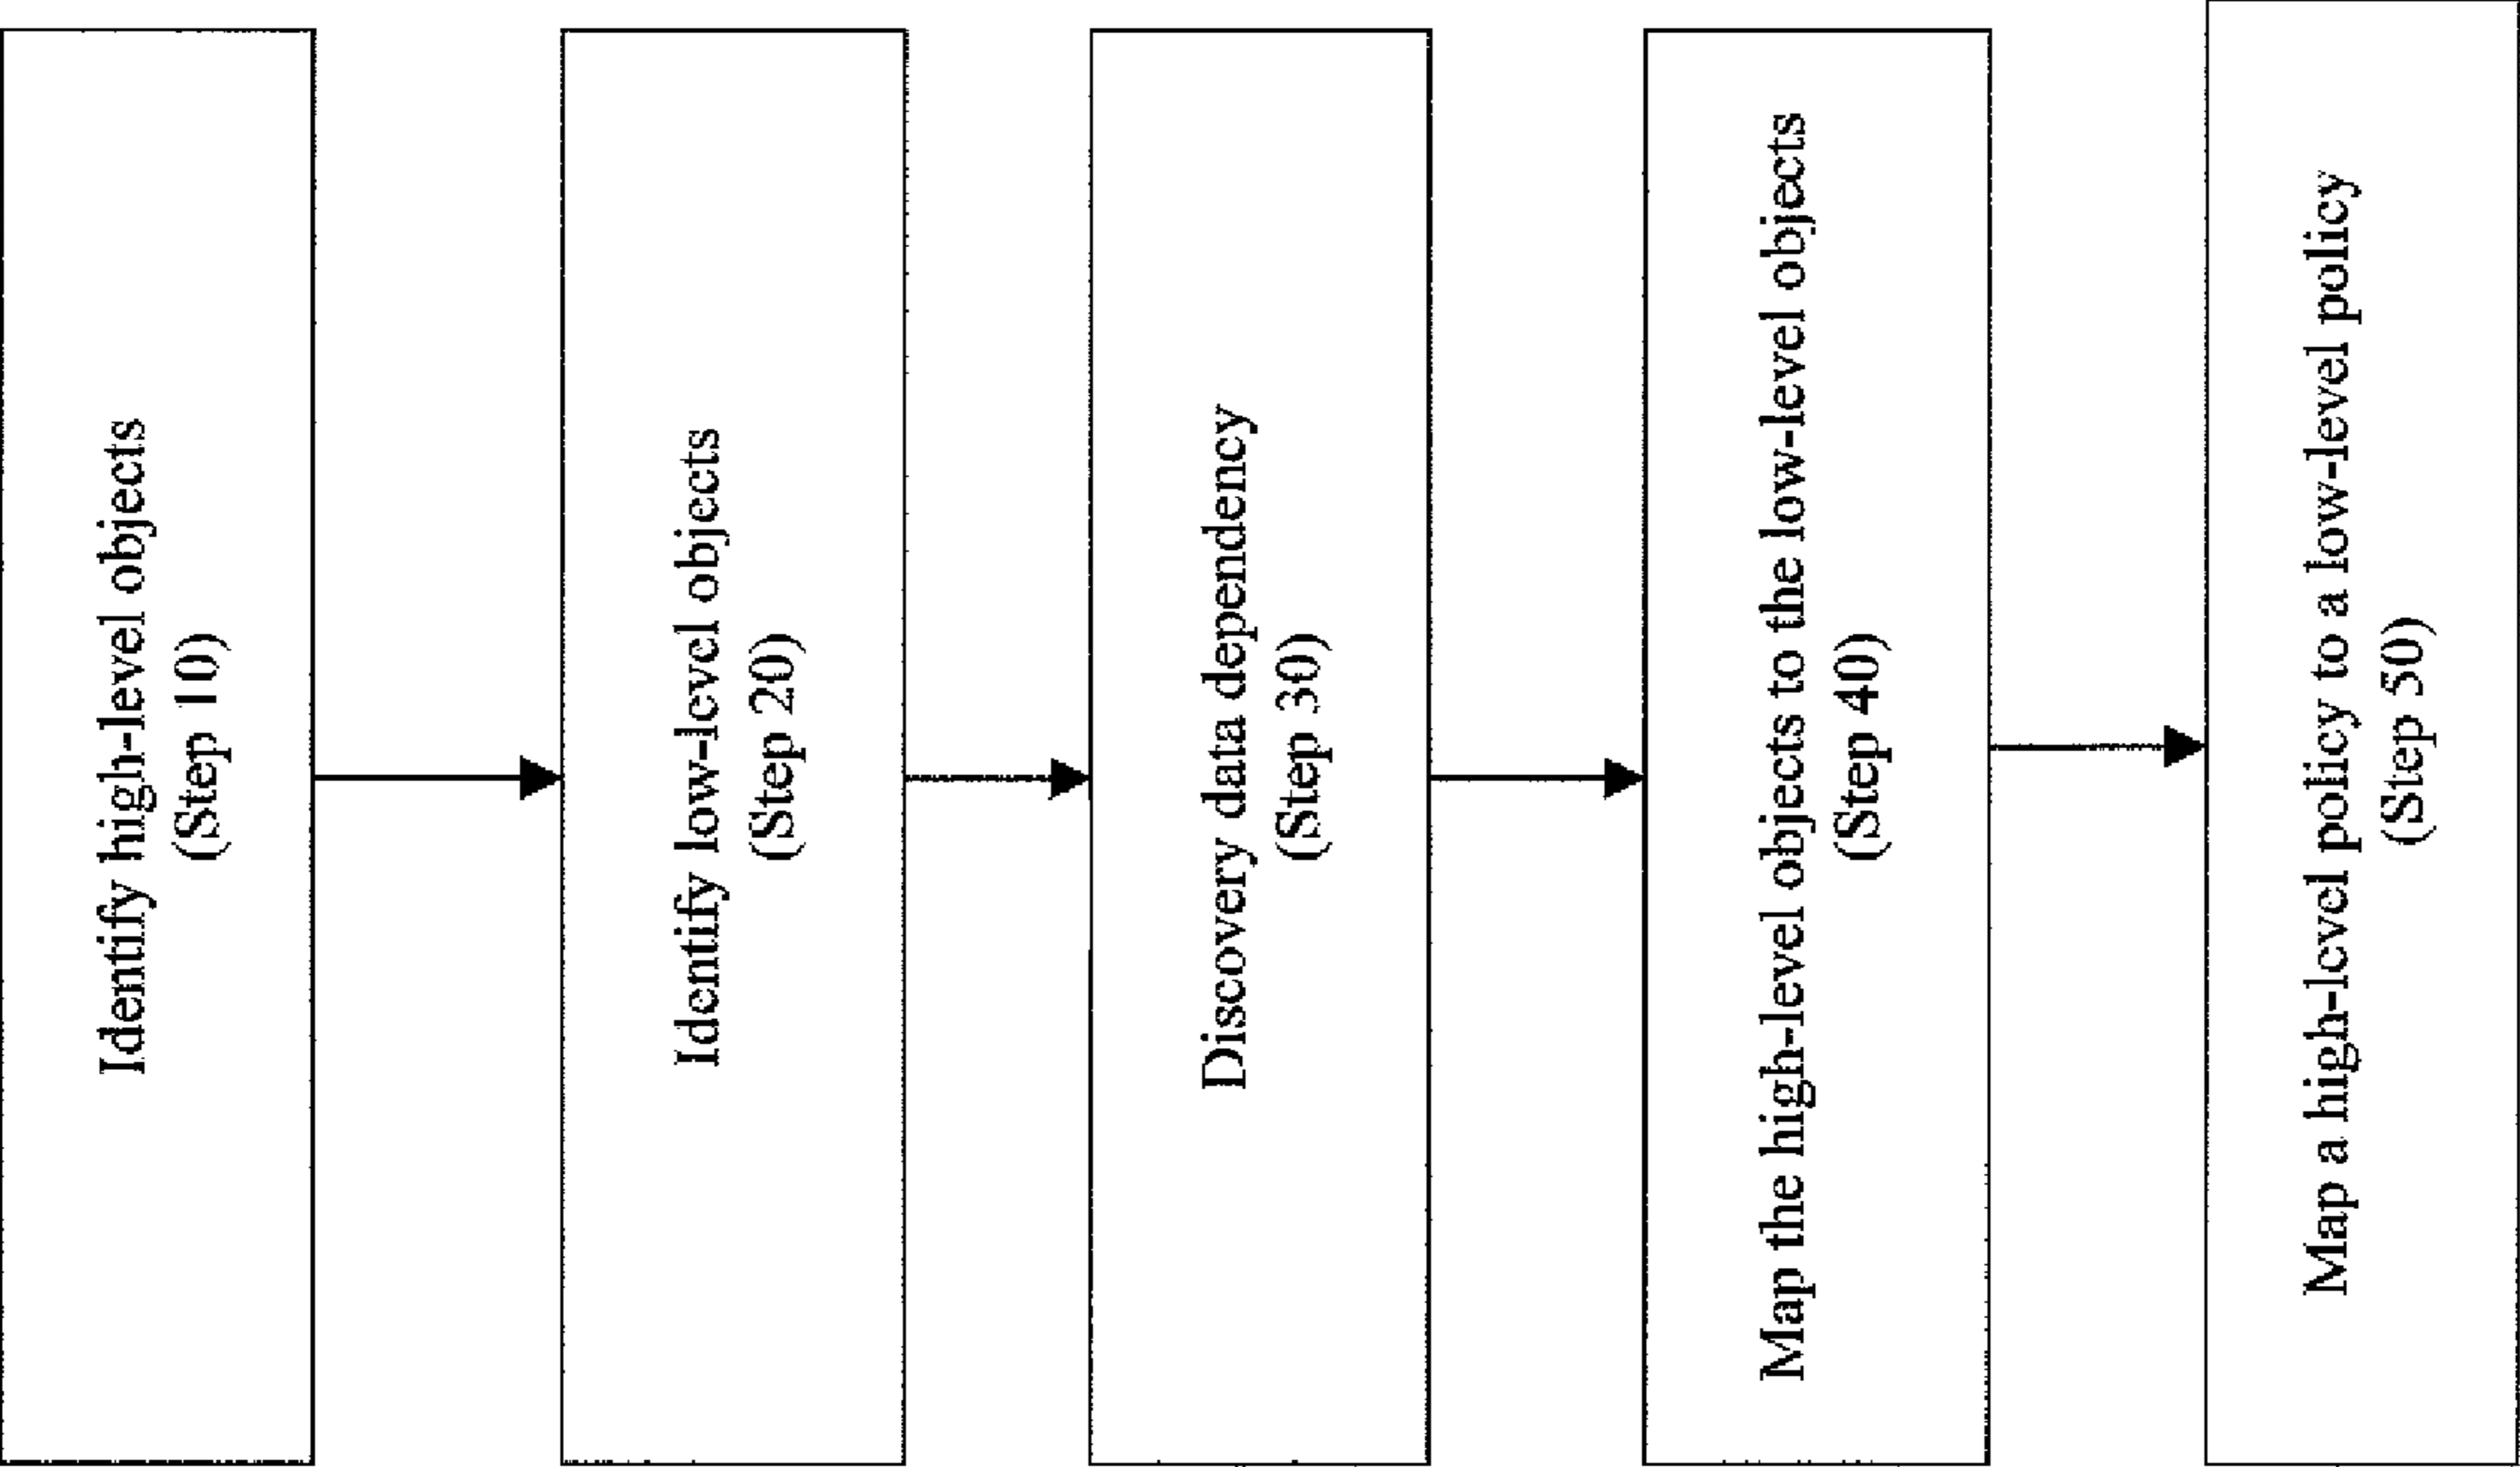 Identify high-level objects
(Step 10)
Identify low-level objects
(Step 20)
Discovery data dependency
(Step 30)
Map the high-level objects to the low-level objects
(Step 40)
Map a high-level policy to a low-level policy
(Step 50)